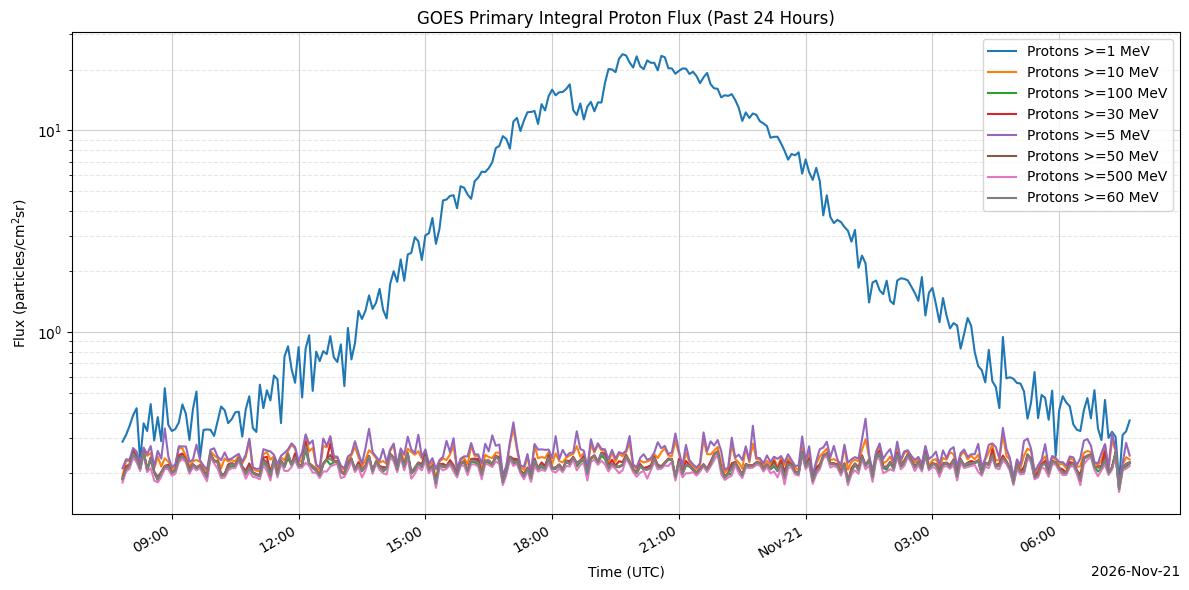 GOES Primary Integral Proton Flux (Past 24 Hours)
Protons >=1 MeV
Protons >=10 MeV
Protons >=100 MeV
Protons >=30 MeV
Protons >=5 MeV
Protons >=50 MeV
Protons >=500 MeV
Protons >=60 MeV
Flux (particles/cm²sr)
10¹
10⁰
09:00
12:00
15:00
18:00
21:00
Nov-21
03:00
06:00
Time (UTC)
2026-Nov-21